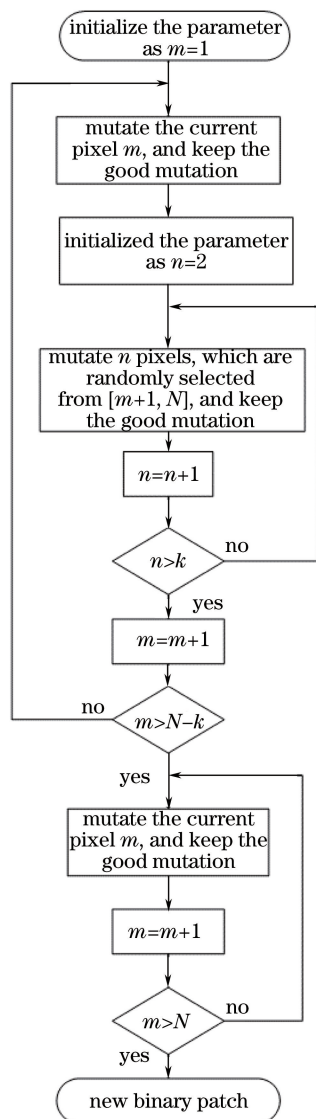 initialize the parameter
as m=1
mutate the current
pixel m, and keep the
good mutation
initialized the parameter
as n=2
mutate n pixels, which are
randomly selected
from [m+1, N], and keep
the good mutation
n=n+1
n>k
no
yes
m=m+1
no
m>N−k
yes
mutate the current
pixel m, and keep the
good mutation
m=m+1
m>N
no
yes
new binary patch